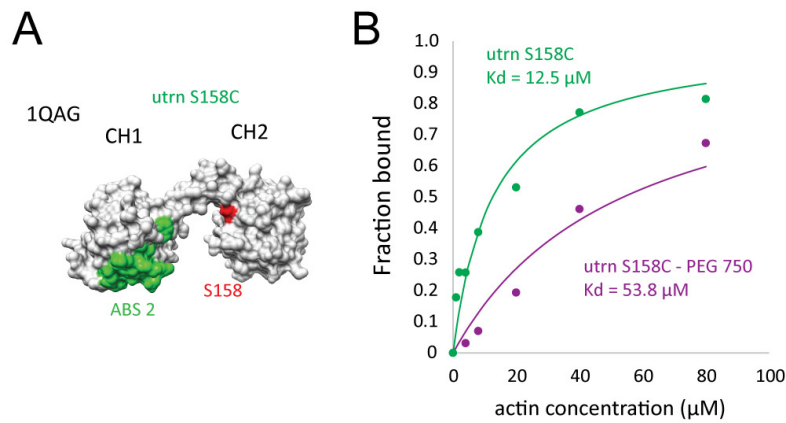 A
utrn S158C
1QAG
CH1
CH2
S158
ABS 2
B
1.0
0.9
0.8
0.7
0.6
0.5
0.4
0.3
0.2
0.1
0
Fraction bound
utrn S158C
Kd = 12.5 µM
utrn S158C - PEG 750
Kd = 53.8 µM
0
20
40
60
80
100
actin concentration (µM)